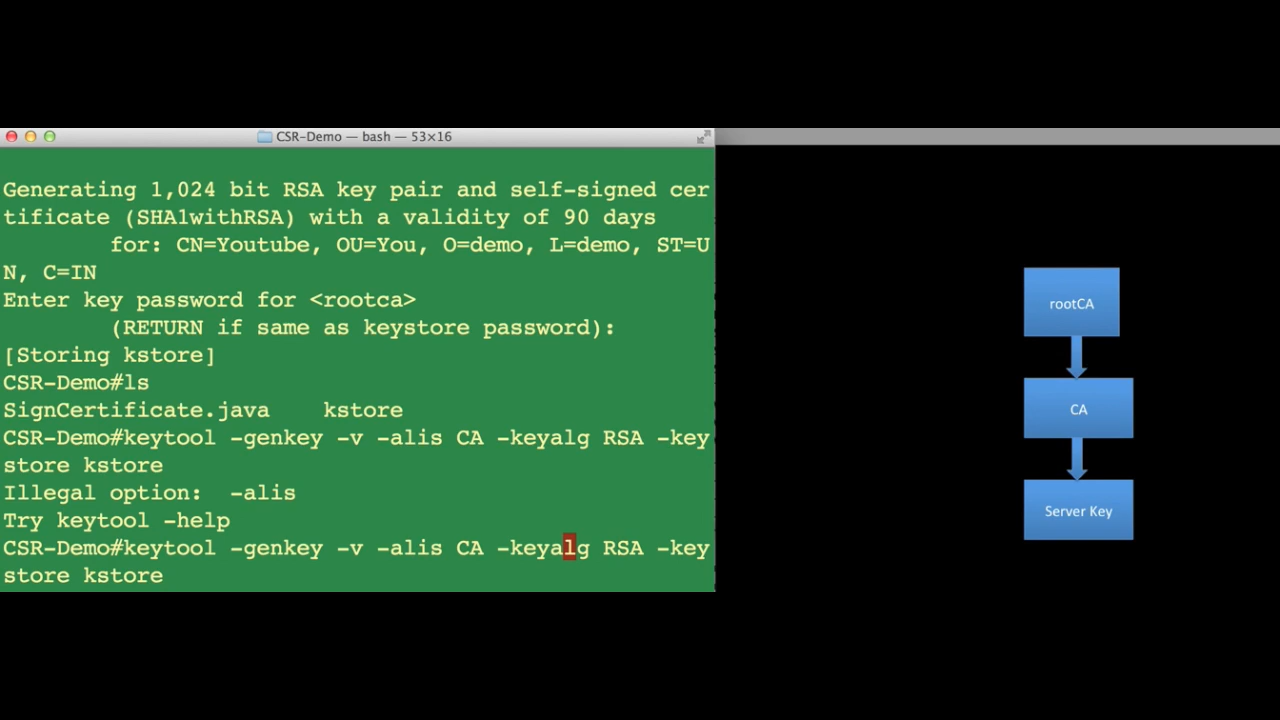 CSR-Demo — bash — 53×16
Generating 1,024 bit RSA key pair and self-signed cer
tificate (SHA1withRSA) with a validity of 90 days
for: CN=Youtube, OU=You, O=demo, L=demo, ST=U
N, C=IN
Enter key password for <rootca>
(RETURN if same as keystore password):
[Storing kstore]
CSR-Demo#ls
SignCertificate.java    kstore
CSR-Demo#keytool -genkey -v -alis CA -keyalg RSA -key
store kstore
Illegal option:  -alis
Try keytool -help
CSR-Demo#keytool -genkey -v -alis CA -keyalg RSA -key
store kstore
rootCA
CA
Server Key